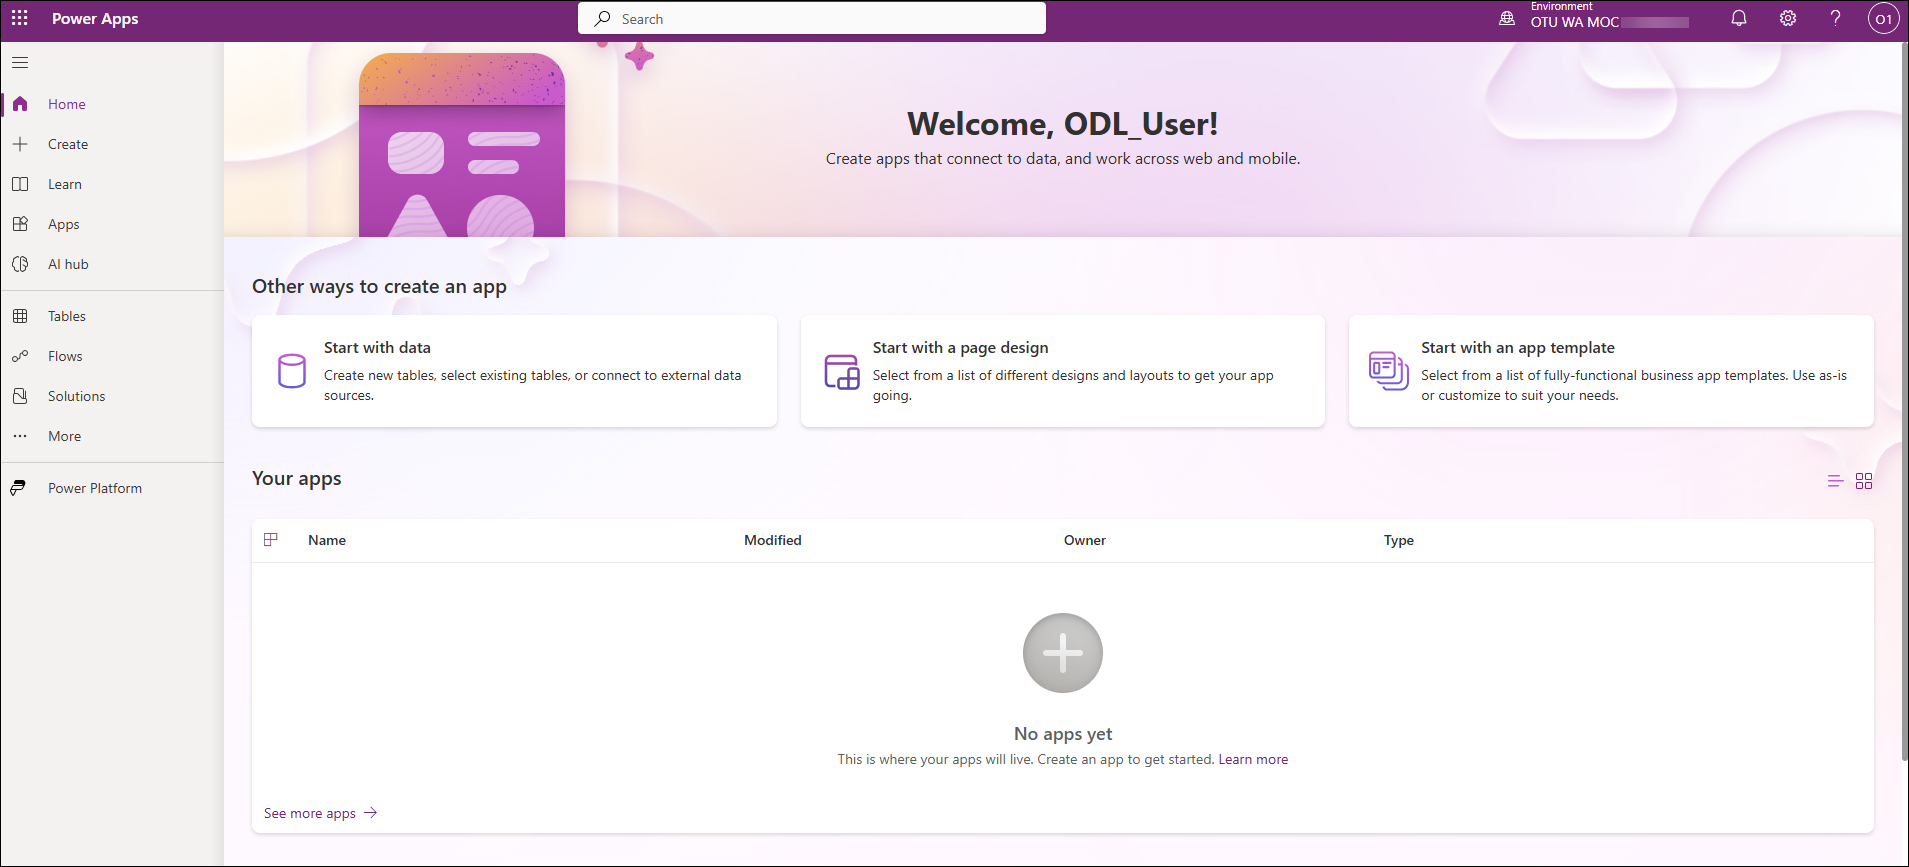 Power Apps
Search
Environment
OTU WA MOC
O1
Home
Create
Learn
Apps
AI hub
Tables
Flows
Solutions
More
Power Platform
Welcome, ODL_User!
Create apps that connect to data, and work across web and mobile.
Other ways to create an app
Start with data
Create new tables, select existing tables, or connect to external data
sources.
Start with a page design
Select from a list of different designs and layouts to get your app
going.
Start with an app template
Select from a list of fully-functional business app templates. Use as-is
or customize to suit your needs.
Your apps
Name Modified Owner Type
No apps yet
This is where your apps will live. Create an app to get started. Learn more
See more apps